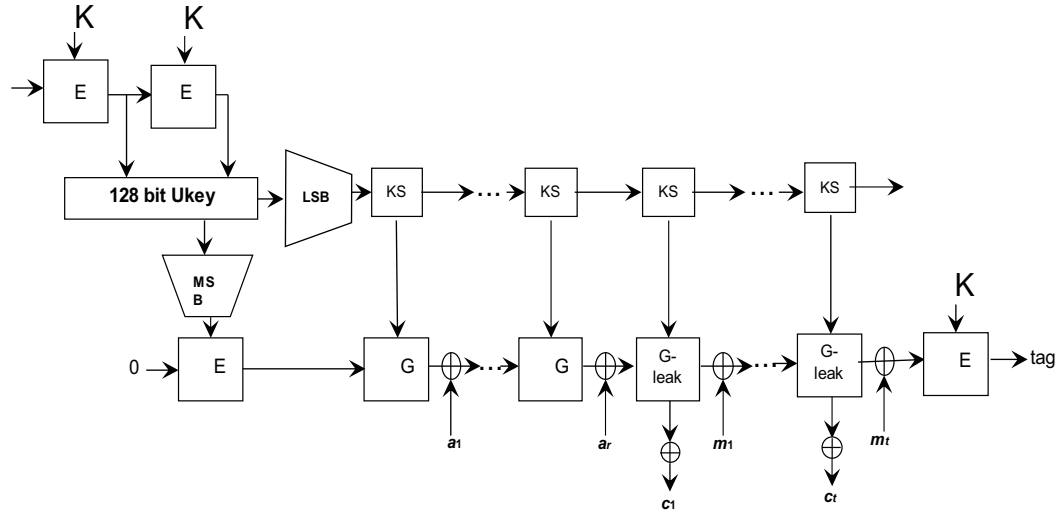 K K
E E
128 bit Ukey
LSB
KS ... KS KS ... KS
MS
B
K
0 E G ... G G-
leak ... G-
leak E tag
a1 ar m1 mt
c1 ct